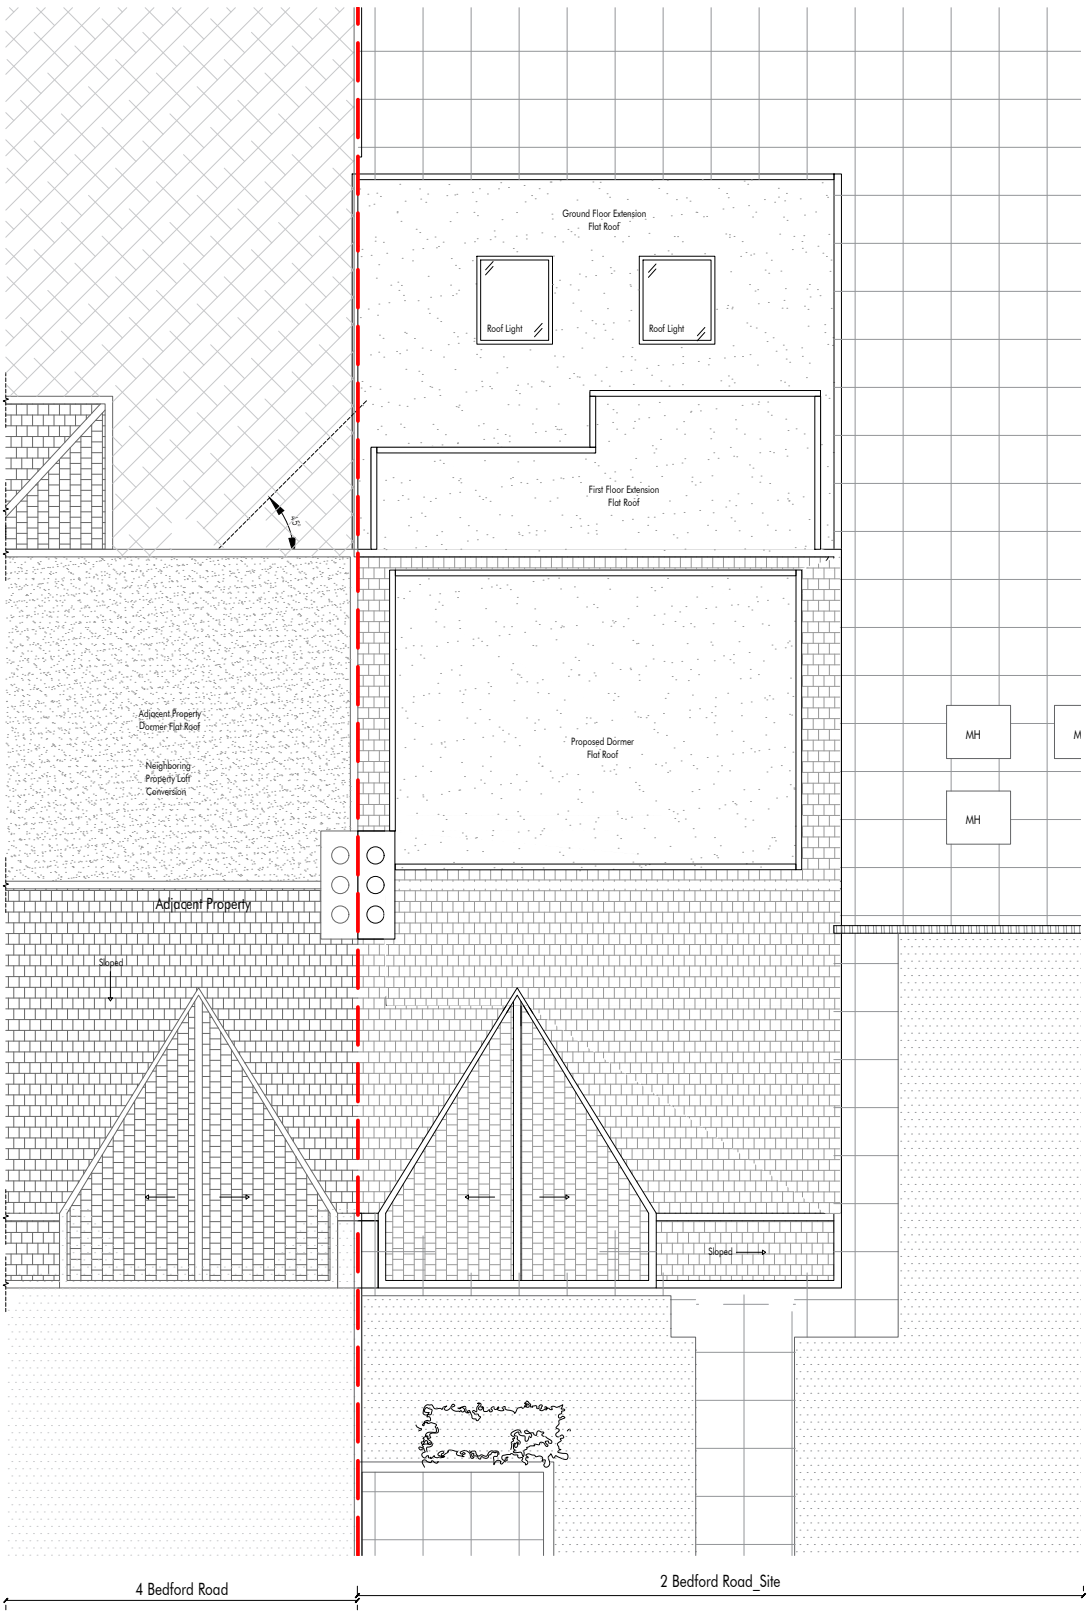 Ground Floor Extension
Flat Roof
Roof Light
Roof Light
45°
First Floor Extension
Flat Roof
Adjacent Property
Dormer Flat Roof
Neighboring
Property Loft
Conversion
Proposed Dormer
Flat Roof
MH
M
MH
Adjacent Property
Sloped
Sloped
4 Bedford Road
2 Bedford Road_Site